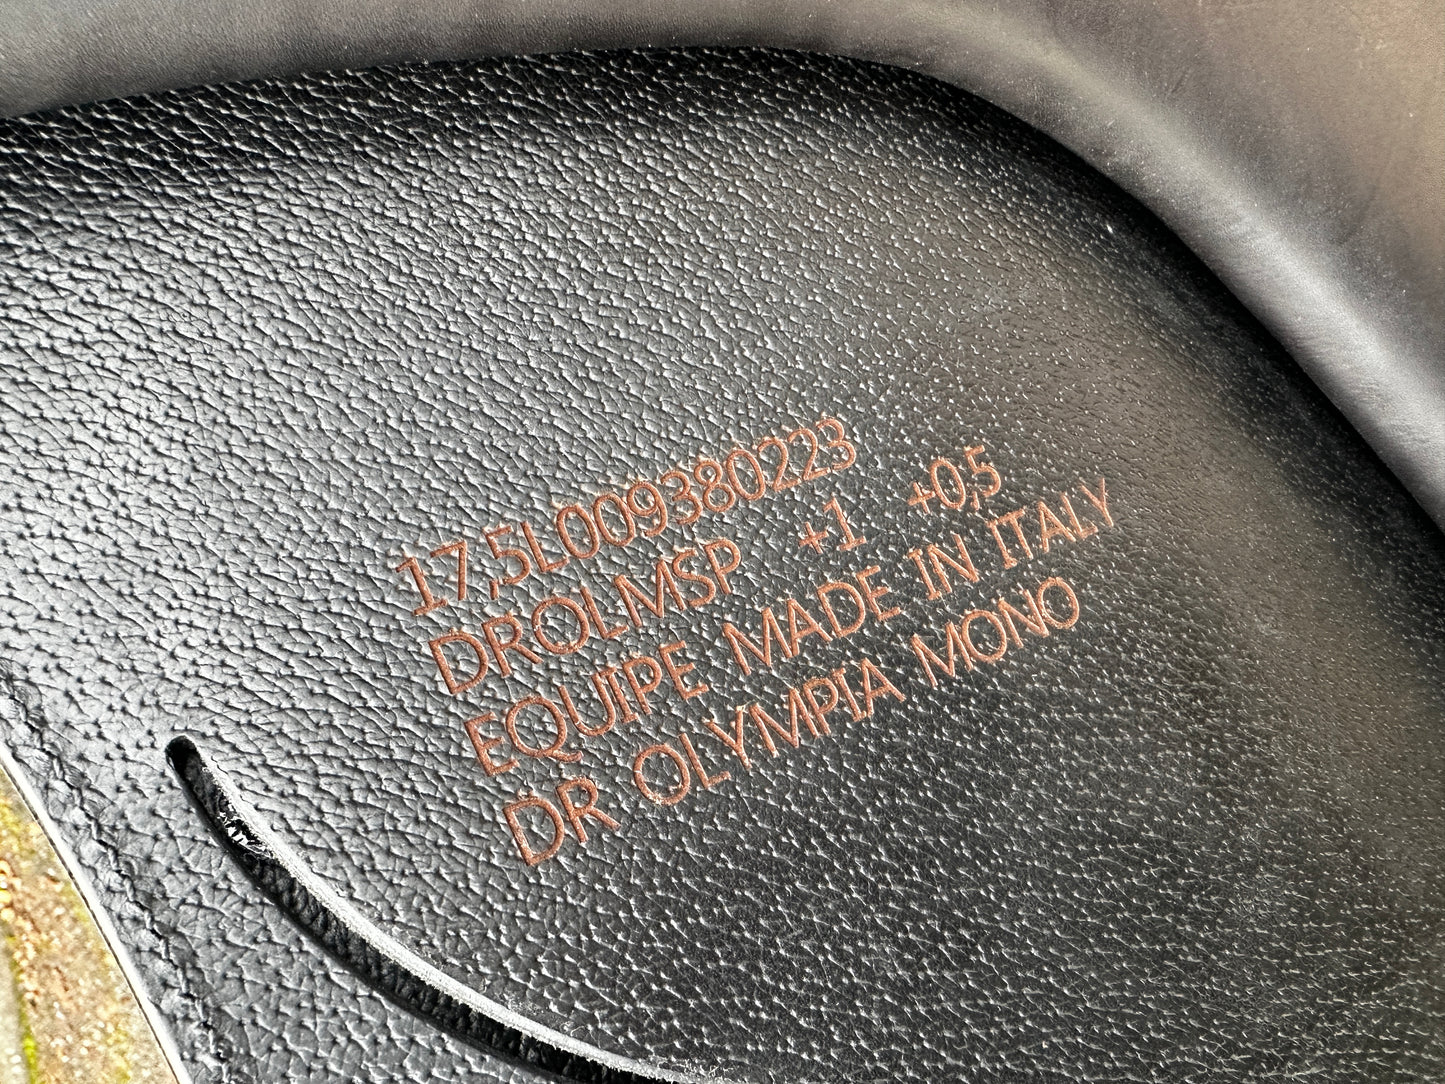 17,5L009380223
DROLMSP +1 +0,5
EQUIPE MADE IN ITALY
DR OLYMPIA MONO